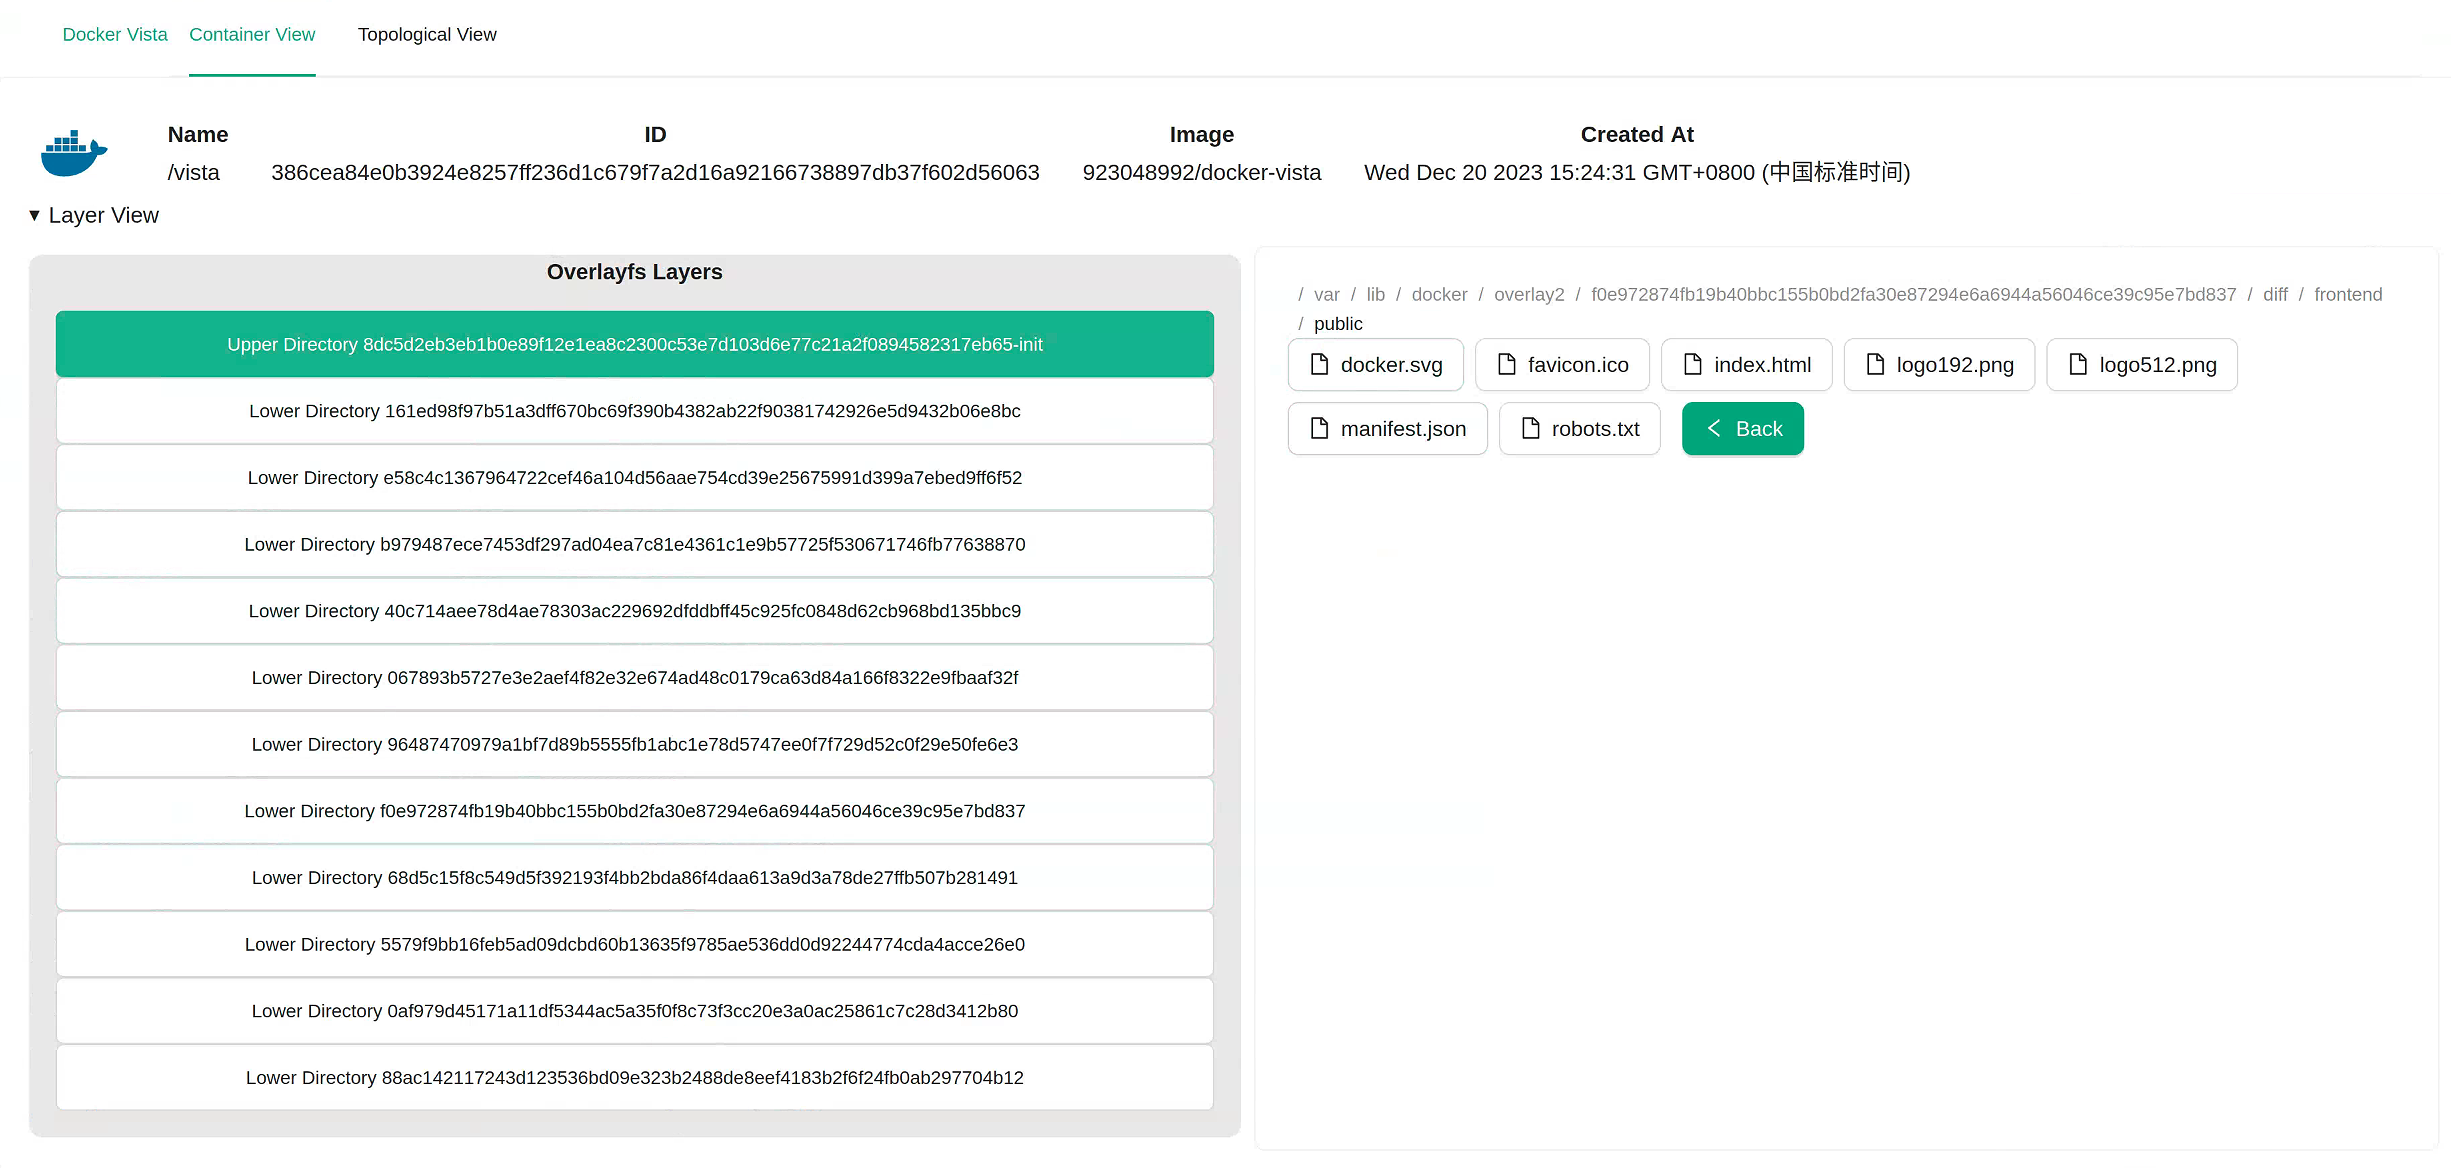 Docker Vista Container View Topological View
Name ID Image Created At
/vista 386cea84e0b3924e8257ff236d1c679f7a2d16a92166738897db37f602d56063 923048992/docker-vista Wed Dec 20 2023 15:24:31 GMT+0800 (中国标准时间)
▼ Layer View
Overlayfs Layers
Upper Directory 8dc5d2eb3eb1b0e89f12e1ea8c2300c53e7d103d6e77c21a2f0894582317eb65-init
Lower Directory 161ed98f97b51a3dff670bc69f390b4382ab22f90381742926e5d9432b06e8bc
Lower Directory e58c4c1367964722cef46a104d56aae754cd39e25675991d399a7ebed9ff6f52
Lower Directory b979487ece7453df297ad04ea7c81e4361c1e9b57725f530671746fb77638870
Lower Directory 40c714aee78d4ae78303ac229692dfddbff45c925fc0848d62cb968bd135bbc9
Lower Directory 067893b5727e3e2aef4f82e32e674ad48c0179ca63d84a166f8322e9fbaaf32f
Lower Directory 96487470979a1bf7d89b5555fb1abc1e78d5747ee0f7f729d52c0f29e50fe6e3
Lower Directory f0e972874fb19b40bbc155b0bd2fa30e87294e6a6944a56046ce39c95e7bd837
Lower Directory 68d5c15f8c549d5f392193f4bb2bda86f4daa613a9d3a78de27ffb507b281491
Lower Directory 5579f9bb16feb5ad09dcbd60b13635f9785ae536dd0d92244774cda4acce26e0
Lower Directory 0af979d45171a11df5344ac5a35f0f8c73f3cc20e3a0ac25861c7c28d3412b80
Lower Directory 88ac142117243d123536bd09e323b2488de8eef4183b2f6f24fb0ab297704b12
/ var / lib / docker / overlay2 / f0e972874fb19b40bbc155b0bd2fa30e87294e6a6944a56046ce39c95e7bd837 / diff / frontend
/ public
docker.svg favicon.ico index.html logo192.png logo512.png
manifest.json robots.txt Back